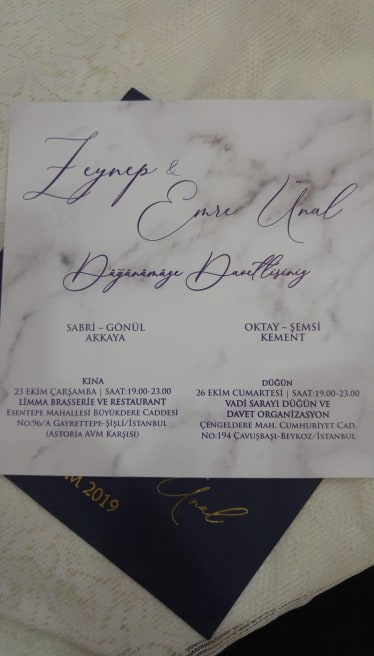 Zeynep &
Emre Ünal
Düğünümüze Davetlisiniz
SABRİ – GÖNÜL
AKKAYA
OKTAY – ŞEMSİ
KEMENT
KINA
23 EKİM ÇARŞAMBA | SAAT:19.00-23.00
LİMMA BRASSERIE VE RESTAURANT
ESENTEPE MAHALLESİ BÜYÜKDERE CADDESİ
NO:96/A GAYRETTEPE-ŞİŞLİ/İSTANBUL
(ASTORİA AVM KARŞISI)
DÜĞÜN
26 EKİM CUMARTESİ | SAAT:19.00-23.00
VADİ SARAYI DÜĞÜN VE
DAVET ORGANİZASYON
ÇENGELDERE MAH. CUMHURİYET CAD.
NO:194 ÇAVUŞBAŞI-BEYKOZ/İSTANBUL
Ünal
M 2019